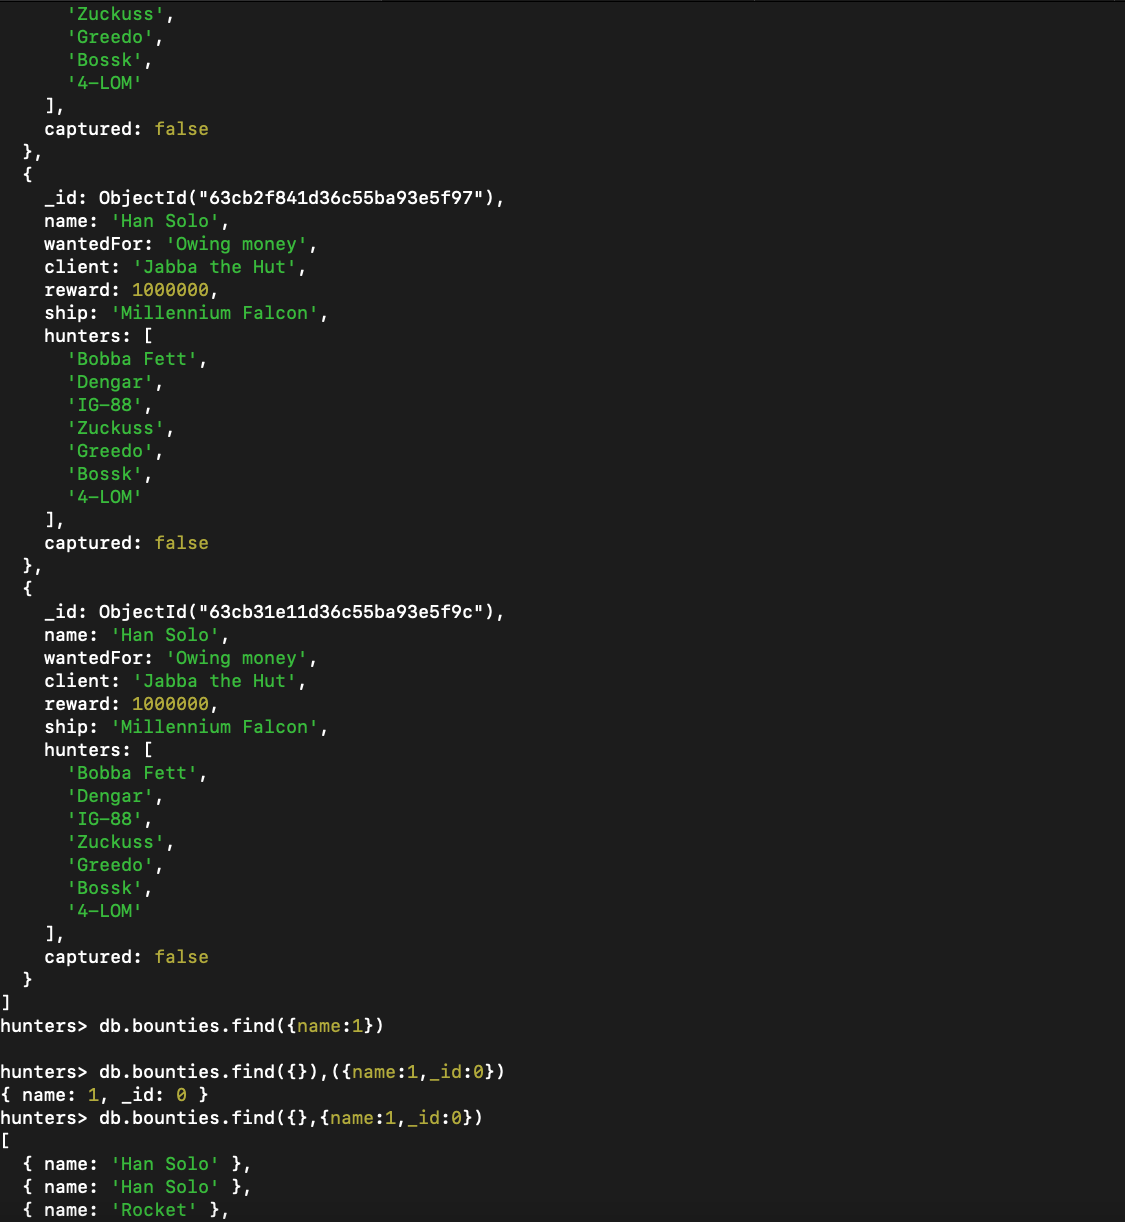 'Zuckuss',
'Greedo',
'Bossk',
'4-LOM'
],
captured: false
},
{
_id: ObjectId("63cb2f841d36c55ba93e5f97"),
name: 'Han Solo',
wantedFor: 'Owing money',
client: 'Jabba the Hut',
reward: 1000000,
ship: 'Millennium Falcon',
hunters: [
'Bobba Fett',
'Dengar',
'IG-88',
'Zuckuss',
'Greedo',
'Bossk',
'4-LOM'
],
captured: false
},
{
_id: ObjectId("63cb31e11d36c55ba93e5f9c"),
name: 'Han Solo',
wantedFor: 'Owing money',
client: 'Jabba the Hut',
reward: 1000000,
ship: 'Millennium Falcon',
hunters: [
'Bobba Fett',
'Dengar',
'IG-88',
'Zuckuss',
'Greedo',
'Bossk',
'4-LOM'
],
captured: false
}
]
hunters> db.bounties.find({name:1})
hunters> db.bounties.find({}),({name:1,_id:0})
{ name: 1, _id: 0 }
hunters> db.bounties.find({},{name:1,_id:0})
[
{ name: 'Han Solo' },
{ name: 'Han Solo' },
{ name: 'Rocket' },